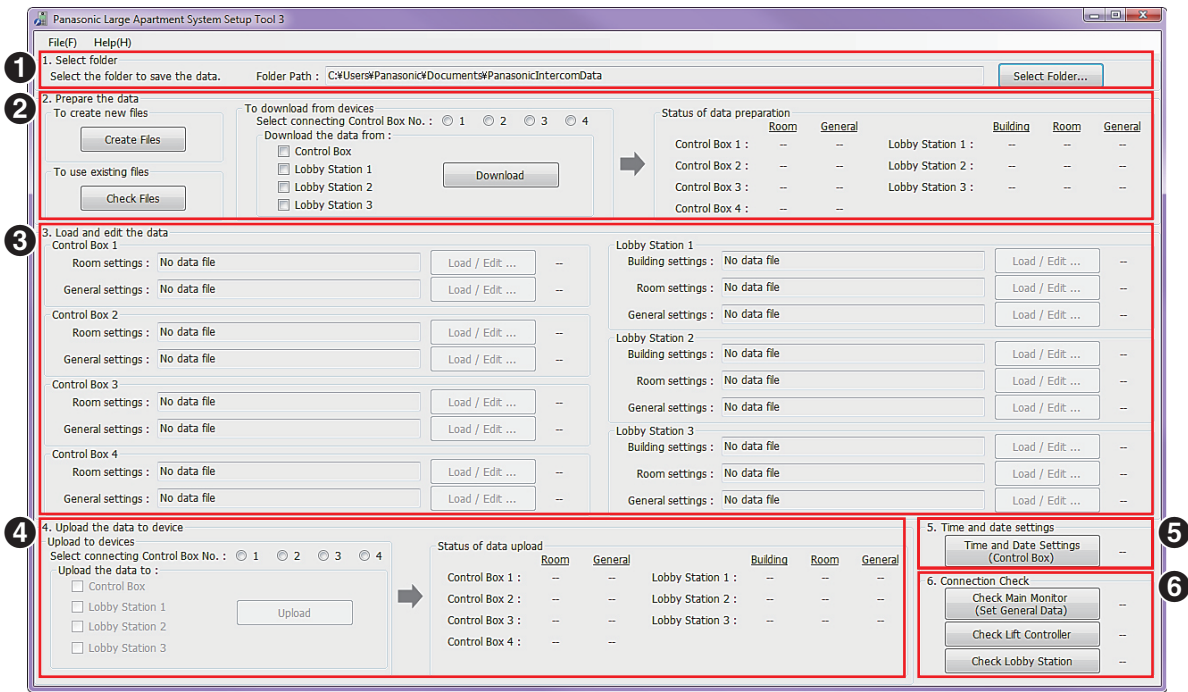 Panasonic Large Apartment System Setup Tool 3
File(F) Help(H)
1 1. Select folder
Select the folder to save the data. Folder Path : C:¥Users¥Panasonic¥Documents¥PanasonicIntercomData Select Folder...
2 2. Prepare the data
To create new files
Create Files
To use existing files
Check Files
To download from devices
Select connecting Control Box No. : 1 2 3 4
Download the data from :
Control Box
Lobby Station 1
Lobby Station 2
Lobby Station 3
Download
Status of data preparation
Room General Building Room General
Control Box 1 : -- -- Lobby Station 1 : -- -- --
Control Box 2 : -- -- Lobby Station 2 : -- -- --
Control Box 3 : -- -- Lobby Station 3 : -- -- --
Control Box 4 : -- --
3 3. Load and edit the data
Control Box 1
Room settings : No data file Load / Edit ... --
General settings : No data file Load / Edit ... --
Control Box 2
Room settings : No data file Load / Edit ... --
General settings : No data file Load / Edit ... --
Control Box 3
Room settings : No data file Load / Edit ... --
General settings : No data file Load / Edit ... --
Control Box 4
Room settings : No data file Load / Edit ... --
General settings : No data file Load / Edit ... --
Lobby Station 1
Building settings : No data file Load / Edit ... --
Room settings : No data file Load / Edit ... --
General settings : No data file Load / Edit ... --
Lobby Station 2
Building settings : No data file Load / Edit ... --
Room settings : No data file Load / Edit ... --
General settings : No data file Load / Edit ... --
Lobby Station 3
Building settings : No data file Load / Edit ... --
Room settings : No data file Load / Edit ... --
General settings : No data file Load / Edit ... --
4 4. Upload the data to device
Upload to devices
Select connecting Control Box No. : 1 2 3 4
Upload the data to :
Control Box
Lobby Station 1
Lobby Station 2
Lobby Station 3
Upload
Status of data upload
Room General Building Room General
Control Box 1 : -- -- Lobby Station 1 : -- -- --
Control Box 2 : -- -- Lobby Station 2 : -- -- --
Control Box 3 : -- -- Lobby Station 3 : -- -- --
Control Box 4 : -- --
5. Time and date settings 5
Time and Date Settings
(Control Box) --
6. Connection Check 6
Check Main Monitor
(Set General Data) --
Check Lift Controller --
Check Lobby Station --